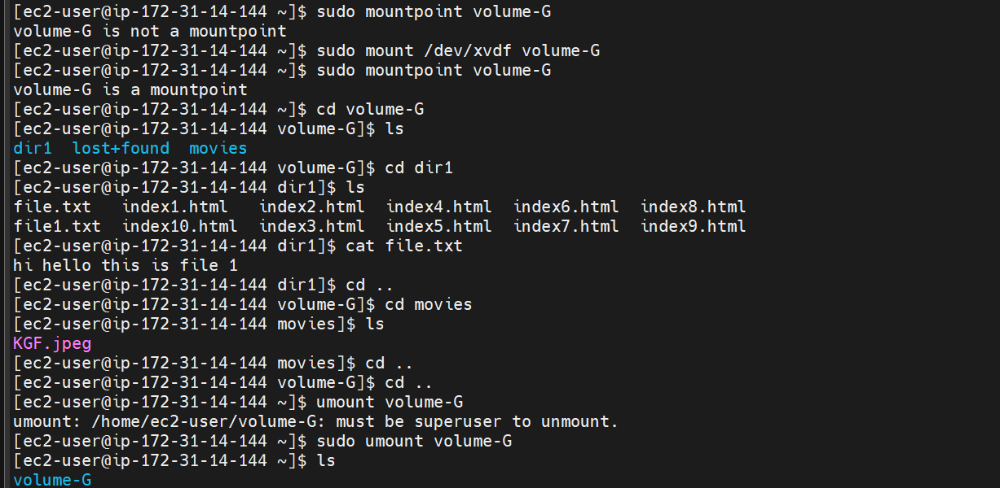 [ec2-user@ip-172-31-14-144 ~]$ sudo mountpoint volume-G
volume-G is not a mountpoint
[ec2-user@ip-172-31-14-144 ~]$ sudo mount /dev/xvdf volume-G
[ec2-user@ip-172-31-14-144 ~]$ sudo mountpoint volume-G
volume-G is a mountpoint
[ec2-user@ip-172-31-14-144 ~]$ cd volume-G
[ec2-user@ip-172-31-14-144 volume-G]$ ls
dir1  lost+found  movies
[ec2-user@ip-172-31-14-144 volume-G]$ cd dir1
[ec2-user@ip-172-31-14-144 dir1]$ ls
file.txt   index1.html   index2.html  index4.html  index6.html  index8.html
file1.txt  index10.html  index3.html  index5.html  index7.html  index9.html
[ec2-user@ip-172-31-14-144 dir1]$ cat file.txt
hi hello this is file 1
[ec2-user@ip-172-31-14-144 dir1]$ cd ..
[ec2-user@ip-172-31-14-144 volume-G]$ cd movies
[ec2-user@ip-172-31-14-144 movies]$ ls
KGF.jpeg
[ec2-user@ip-172-31-14-144 movies]$ cd ..
[ec2-user@ip-172-31-14-144 volume-G]$ cd ..
[ec2-user@ip-172-31-14-144 ~]$ umount volume-G
umount: /home/ec2-user/volume-G: must be superuser to unmount.
[ec2-user@ip-172-31-14-144 ~]$ sudo umount volume-G
[ec2-user@ip-172-31-14-144 ~]$ ls
volume-G